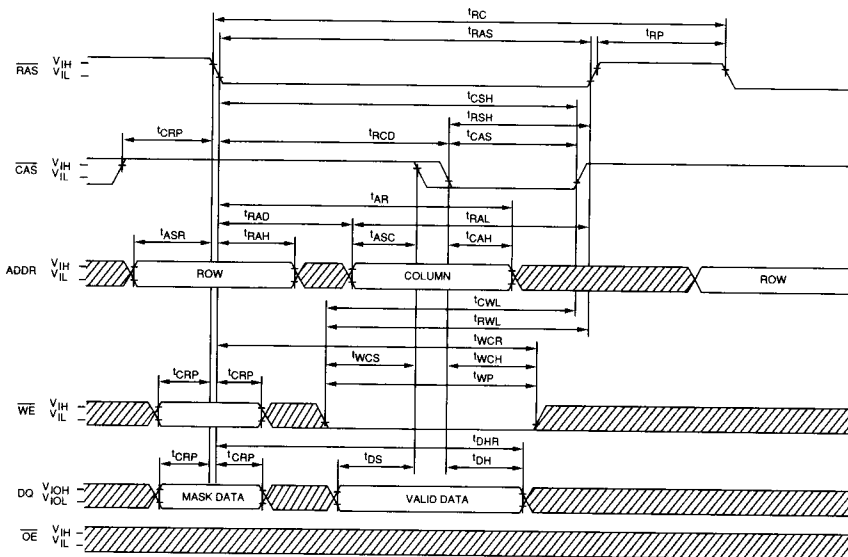 tRC
tRAS
tRP
RAS VIH
VIL
tCSH
tRSH
tCRP
tRCD
tCAS
CAS VIH
VIL
tAR
tRAD
tRAL
tASR
tRAH
tASC
tCAH
ADDR VIH
VIL
ROW
COLUMN
ROW
tCWL
tRWL
tWCR
tWCS
tWCH
tCRP
tCRP
tWP
WE VIH
VIL
tDHR
tCRP
tCRP
tDS
tDH
DQ VIOH
VIOL
MASK DATA
VALID DATA
OE VIH
VIL